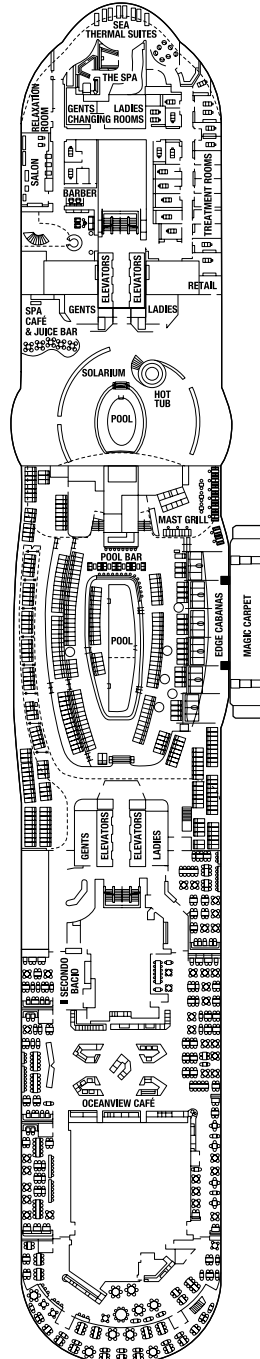 SEA
THERMAL SUITES
THE SPA
RELAXATION
ROOM
GENTS LADIES
CHANGING ROOMS
SALON
TREATMENT ROOMS
BARBER
ELEVATORS
ELEVATORS
RETAIL
SPA
CAFÉ
& JUICE BAR
GENTS
LADIES
SOLARIUM
HOT
TUB
POOL
MAST GRILL
POOL BAR
POOL
EDGE CABANAS
MAGIC CARPET
GENTS
ELEVATORS
ELEVATORS
LADIES
SECONDO
BACIO
OCEANVIEW CAFÉ